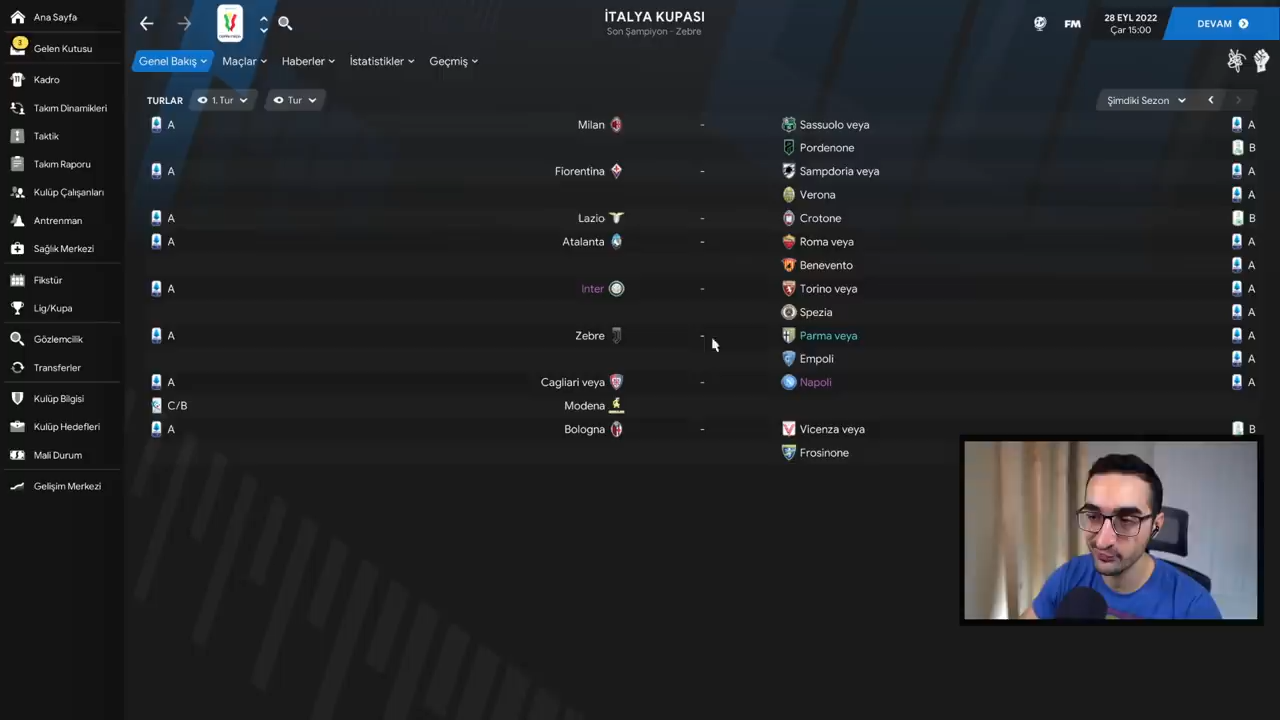 Ana Sayfa
3
Gelen Kutusu
Kadro
Takım Dinamikleri
Taktik
Takım Raporu
Kulüp Çalışanları
Antrenman
Sağlık Merkezi
Fikstür
Lig/Kupa
Gözlemcilik
Transferler
Kulüp Bilgisi
Kulüp Hedefleri
Mali Durum
Gelişim Merkezi
İTALYA KUPASI
Son Şampiyon - Zebre
FM
28 EYL 2022
Çar 15:00
DEVAM
Genel Bakış
Maçlar
Haberler
İstatistikler
Geçmiş
TURLAR
1. Tur
Tur
Şimdiki Sezon
A Milan - Sassuolo veya A
Pordenone B
A Fiorentina - Sampdoria veya A
Verona A
A Lazio - Crotone B
A Atalanta - Roma veya A
Benevento A
A Inter - Torino veya A
Spezia A
A Zebre - Parma veya A
Empoli A
A Cagliari veya - Napoli A
C/B Modena
A Bologna - Vicenza veya B
Frosinone